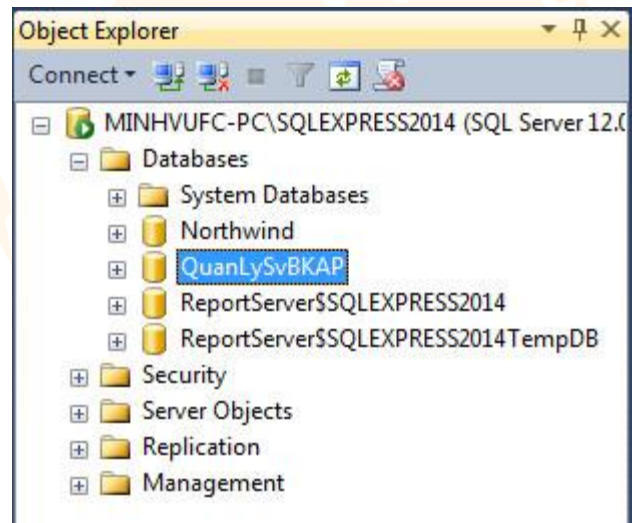 Object Explorer
Connect
MINHVUFC-PC\SQLEXPRESS2014 (SQL Server 12.0
Databases
System Databases
Northwind
QuanLySvBKAP
ReportServer$SQLEXPRESS2014
ReportServer$SQLEXPRESS2014TempDB
Security
Server Objects
Replication
Management